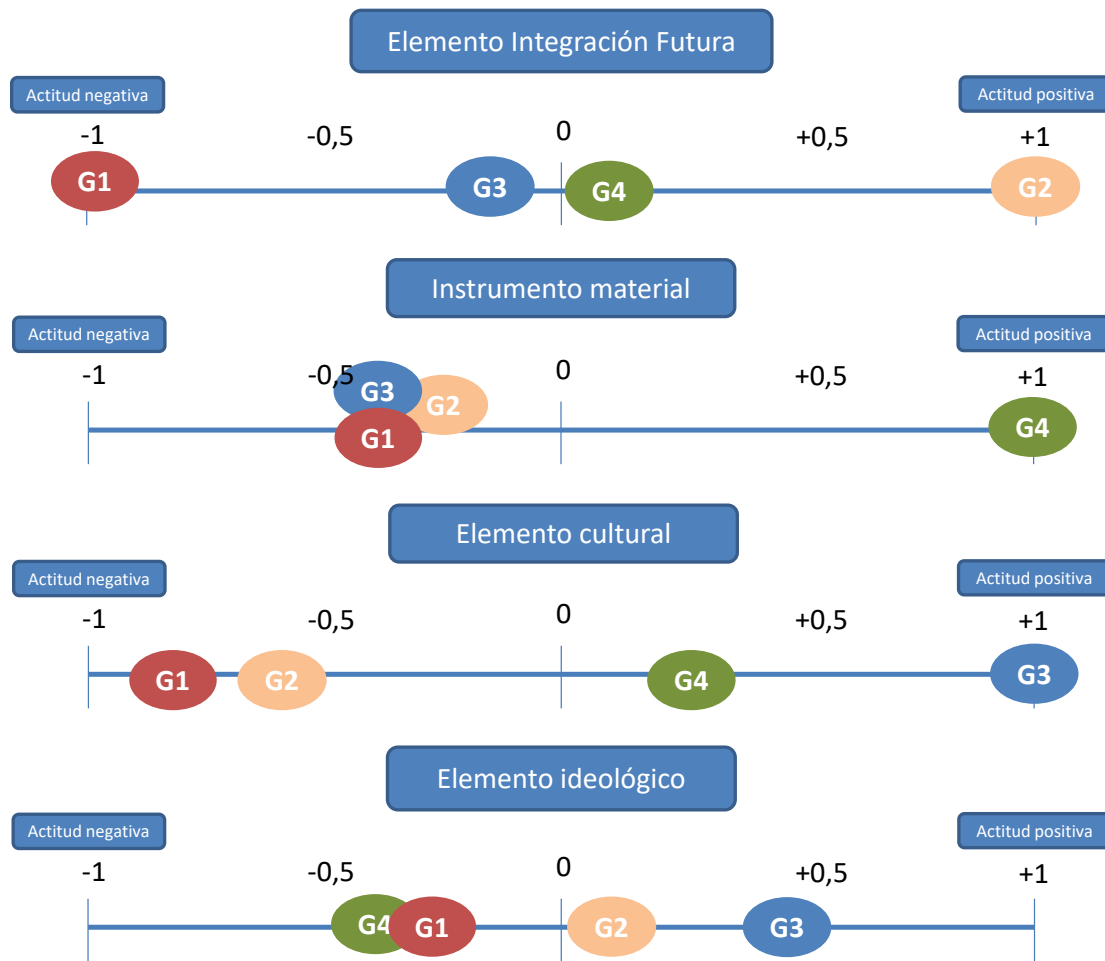 Elemento Integración Futura
Actitud negativa
Actitud positiva
-1
-0,5
0
+0,5
+1
G1
G3
G4
G2
Instrumento material
Actitud negativa
Actitud positiva
-1
-0,5
0
+0,5
+1
G3
G2
G1
G4
Elemento cultural
Actitud negativa
Actitud positiva
-1
-0,5
0
+0,5
+1
G1
G2
G4
G3
Elemento ideológico
Actitud negativa
Actitud positiva
-1
-0,5
0
+0,5
+1
G4
G1
G2
G3